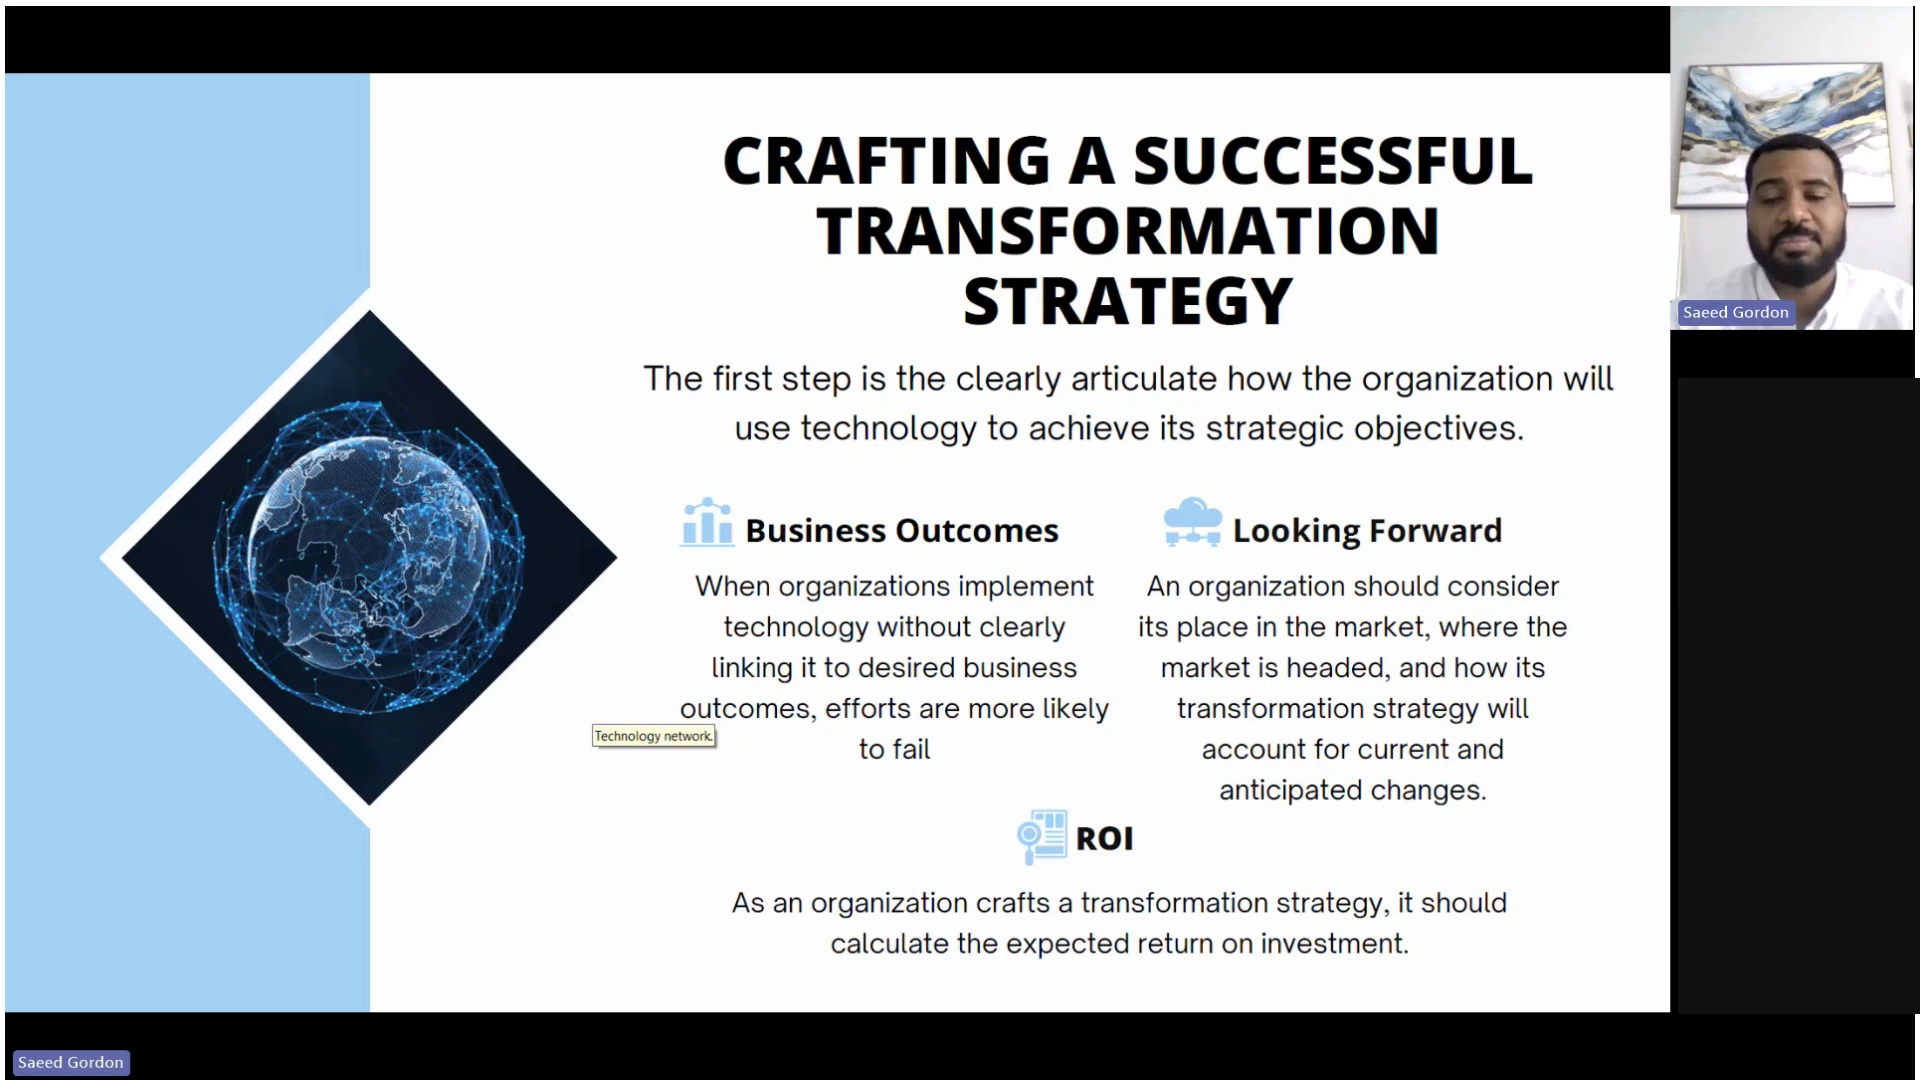 CRAFTING A SUCCESSFUL
TRANSFORMATION
STRATEGY
The first step is the clearly articulate how the organization will
use technology to achieve its strategic objectives.
Business Outcomes
When organizations implement
technology without clearly
linking it to desired business
outcomes, efforts are more likely
to fail
Technology network.
Looking Forward
An organization should consider
its place in the market, where the
market is headed, and how its
transformation strategy will
account for current and
anticipated changes.
ROI
As an organization crafts a transformation strategy, it should
calculate the expected return on investment.
Saeed Gordon
Saeed Gordon